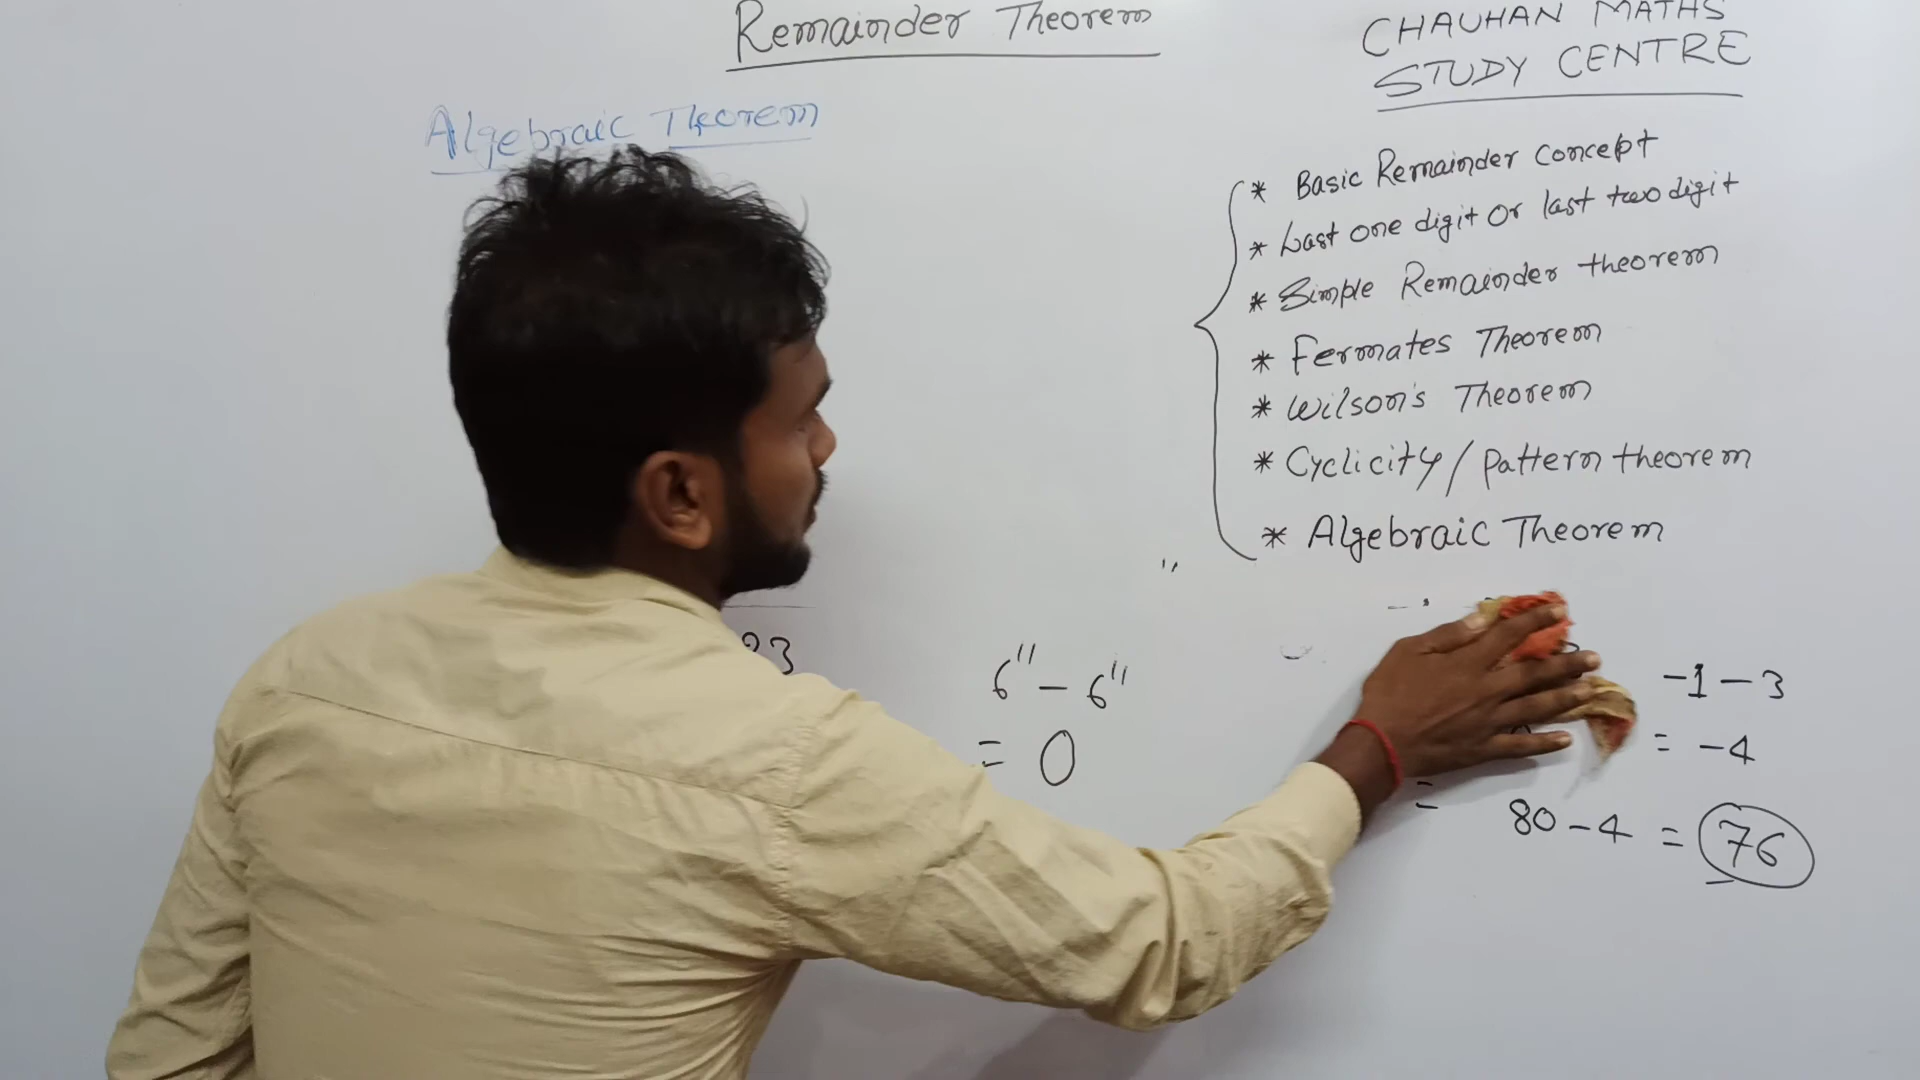 Remainder Theorem
CHAUHAN MATHS
STUDY CENTRE
Algebraic Theorem
* Basic Remainder concept
* Last one digit Or last two digit
* Simple Remainder theorem
* Fermates Theorem
* Wilson's Theorem
* Cyclicity / Pattern theorem
* Algebraic Theorem
23
6'' - 6''
= 0
-1 - 3
= -4
=
80 - 4 = 76